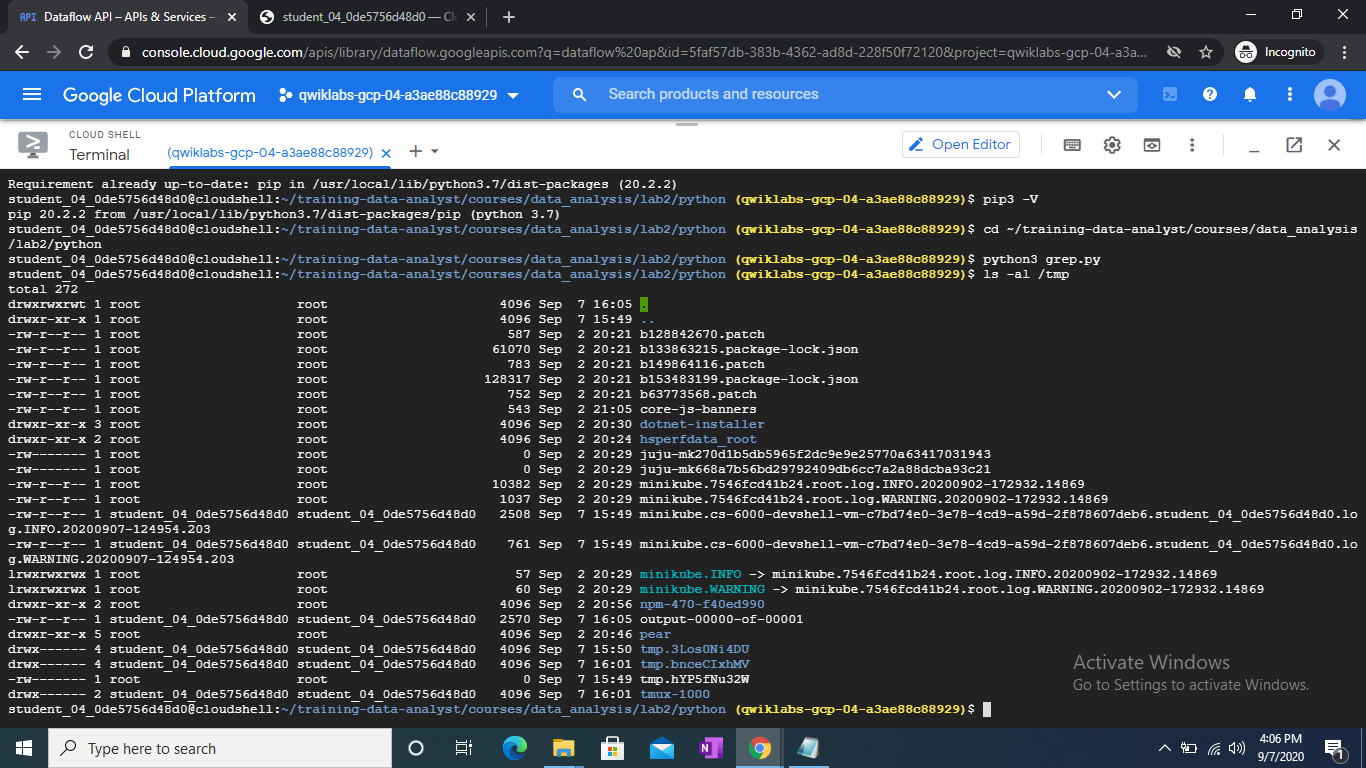 API Dataflow API – APIs & Services –
student_04_0de5756d48d0 — Cl
console.cloud.google.com/apis/library/dataflow.googleapis.com?q=dataflow%20ap&id=5faf57db-383b-4362-ad8d-228f50f72120&project=qwiklabs-gcp-04-a3a...
Incognito
Google Cloud Platform
qwiklabs-gcp-04-a3ae88c88929
Search products and resources
CLOUD SHELL
Terminal
(qwiklabs-gcp-04-a3ae88c88929)
Open Editor
Requirement already up-to-date: pip in /usr/local/lib/python3.7/dist-packages (20.2.2)
student_04_0de5756d48d0@cloudshell:~/training-data-analyst/courses/data_analysis/lab2/python (qwiklabs-gcp-04-a3ae88c88929)$ pip3 -V
pip 20.2.2 from /usr/local/lib/python3.7/dist-packages/pip (python 3.7)
student_04_0de5756d48d0@cloudshell:~/training-data-analyst/courses/data_analysis/lab2/python (qwiklabs-gcp-04-a3ae88c88929)$ cd ~/training-data-analyst/courses/data_analysis
/lab2/python
student_04_0de5756d48d0@cloudshell:~/training-data-analyst/courses/data_analysis/lab2/python (qwiklabs-gcp-04-a3ae88c88929)$ python3 grep.py
student_04_0de5756d48d0@cloudshell:~/training-data-analyst/courses/data_analysis/lab2/python (qwiklabs-gcp-04-a3ae88c88929)$ ls -al /tmp
total 272
drwxrwxrwt 1 root root 4096 Sep 7 16:05 .
drwxr-xr-x 1 root root 4096 Sep 7 15:49 ..
-rw-r--r-- 1 root root 587 Sep 2 20:21 b128842670.patch
-rw-r--r-- 1 root root 61070 Sep 2 20:21 b133863215.package-lock.json
-rw-r--r-- 1 root root 783 Sep 2 20:21 b149864116.patch
-rw-r--r-- 1 root root 128317 Sep 2 20:21 b153483199.package-lock.json
-rw-r--r-- 1 root root 752 Sep 2 20:21 b63773568.patch
-rw-r--r-- 1 root root 543 Sep 2 21:05 core-js-banners
drwxr-xr-x 3 root root 4096 Sep 2 20:30 dotnet-installer
drwxr-xr-x 2 root root 4096 Sep 2 20:24 hsperfdata_root
-rw------- 1 root root 0 Sep 2 20:29 juju-mk270d1b5db5965f2dc9e9e25770a63417031943
-rw------- 1 root root 0 Sep 2 20:29 juju-mk668a7b56bd29792409db6cc7a2a88dcba93c21
-rw-r--r-- 1 root root 10382 Sep 2 20:29 minikube.7546fcd41b24.root.log.INFO.20200902-172932.14869
-rw-r--r-- 1 root root 1037 Sep 2 20:29 minikube.7546fcd41b24.root.log.WARNING.20200902-172932.14869
-rw-r--r-- 1 student_04_0de5756d48d0 student_04_0de5756d48d0 2508 Sep 7 15:49 minikube.cs-6000-devshell-vm-c7bd74e0-3e78-4cd9-a59d-2f878607deb6.student_04_0de5756d48d0.lo
g.INFO.20200907-124954.203
-rw-r--r-- 1 student_04_0de5756d48d0 student_04_0de5756d48d0 761 Sep 7 15:49 minikube.cs-6000-devshell-vm-c7bd74e0-3e78-4cd9-a59d-2f878607deb6.student_04_0de5756d48d0.lo
g.WARNING.20200907-124954.203
lrwxrwxrwx 1 root root 57 Sep 2 20:29 minikube.INFO -> minikube.7546fcd41b24.root.log.INFO.20200902-172932.14869
lrwxrwxrwx 1 root root 60 Sep 2 20:29 minikube.WARNING -> minikube.7546fcd41b24.root.log.WARNING.20200902-172932.14869
drwxr-xr-x 2 root root 4096 Sep 2 20:56 npm-470-f40ed990
-rw-r--r-- 1 student_04_0de5756d48d0 student_04_0de5756d48d0 2570 Sep 7 16:05 output-00000-of-00001
drwxr-xr-x 5 root root 4096 Sep 2 20:46 pear
drwx------ 4 student_04_0de5756d48d0 student_04_0de5756d48d0 4096 Sep 7 15:50 tmp.3Los0Ni4DU
drwx------ 4 student_04_0de5756d48d0 student_04_0de5756d48d0 4096 Sep 7 16:01 tmp.bnceCIxhMV
-rw------- 1 root root 0 Sep 7 15:49 tmp.hYP5fNu32W
drwx------ 2 student_04_0de5756d48d0 student_04_0de5756d48d0 4096 Sep 7 16:01 tmux-1000
student_04_0de5756d48d0@cloudshell:~/training-data-analyst/courses/data_analysis/lab2/python (qwiklabs-gcp-04-a3ae88c88929)$
Activate Windows
Go to Settings to activate Windows.
Type here to search
4:06 PM
9/7/2020
1